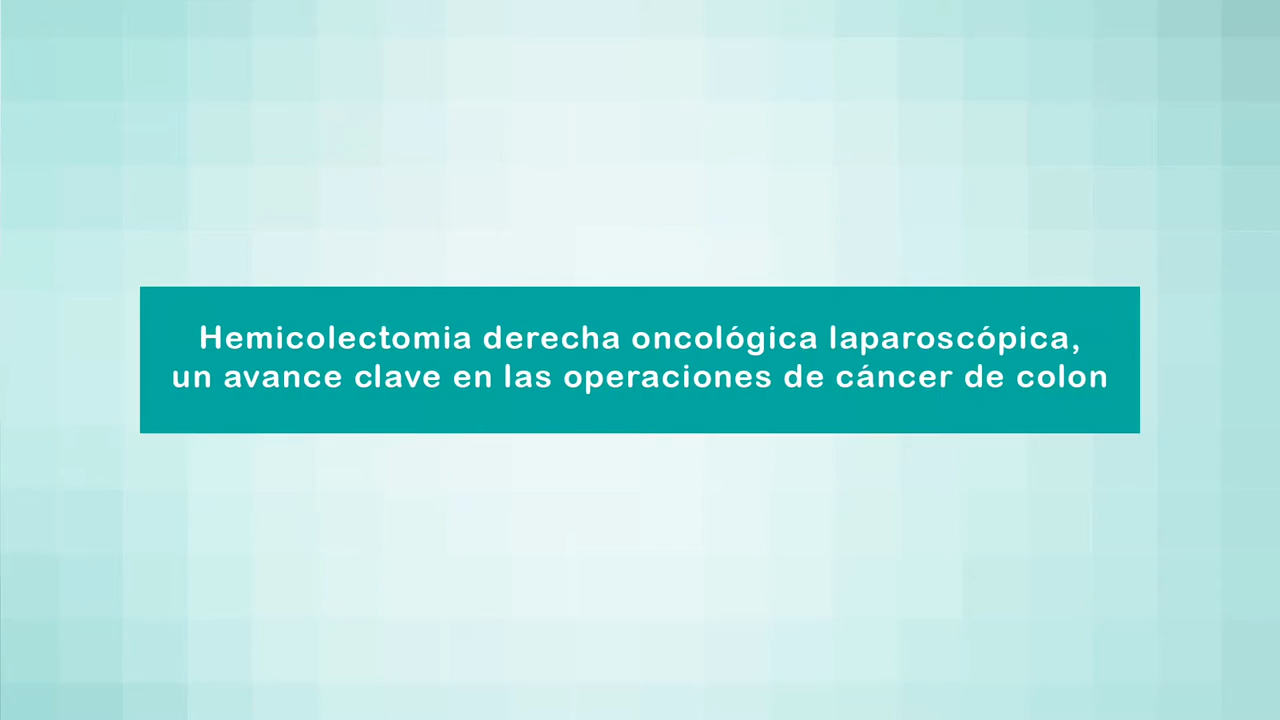 Hemicolectomia derecha oncológica laparoscópica,
un avance clave en las operaciones de cáncer de colon